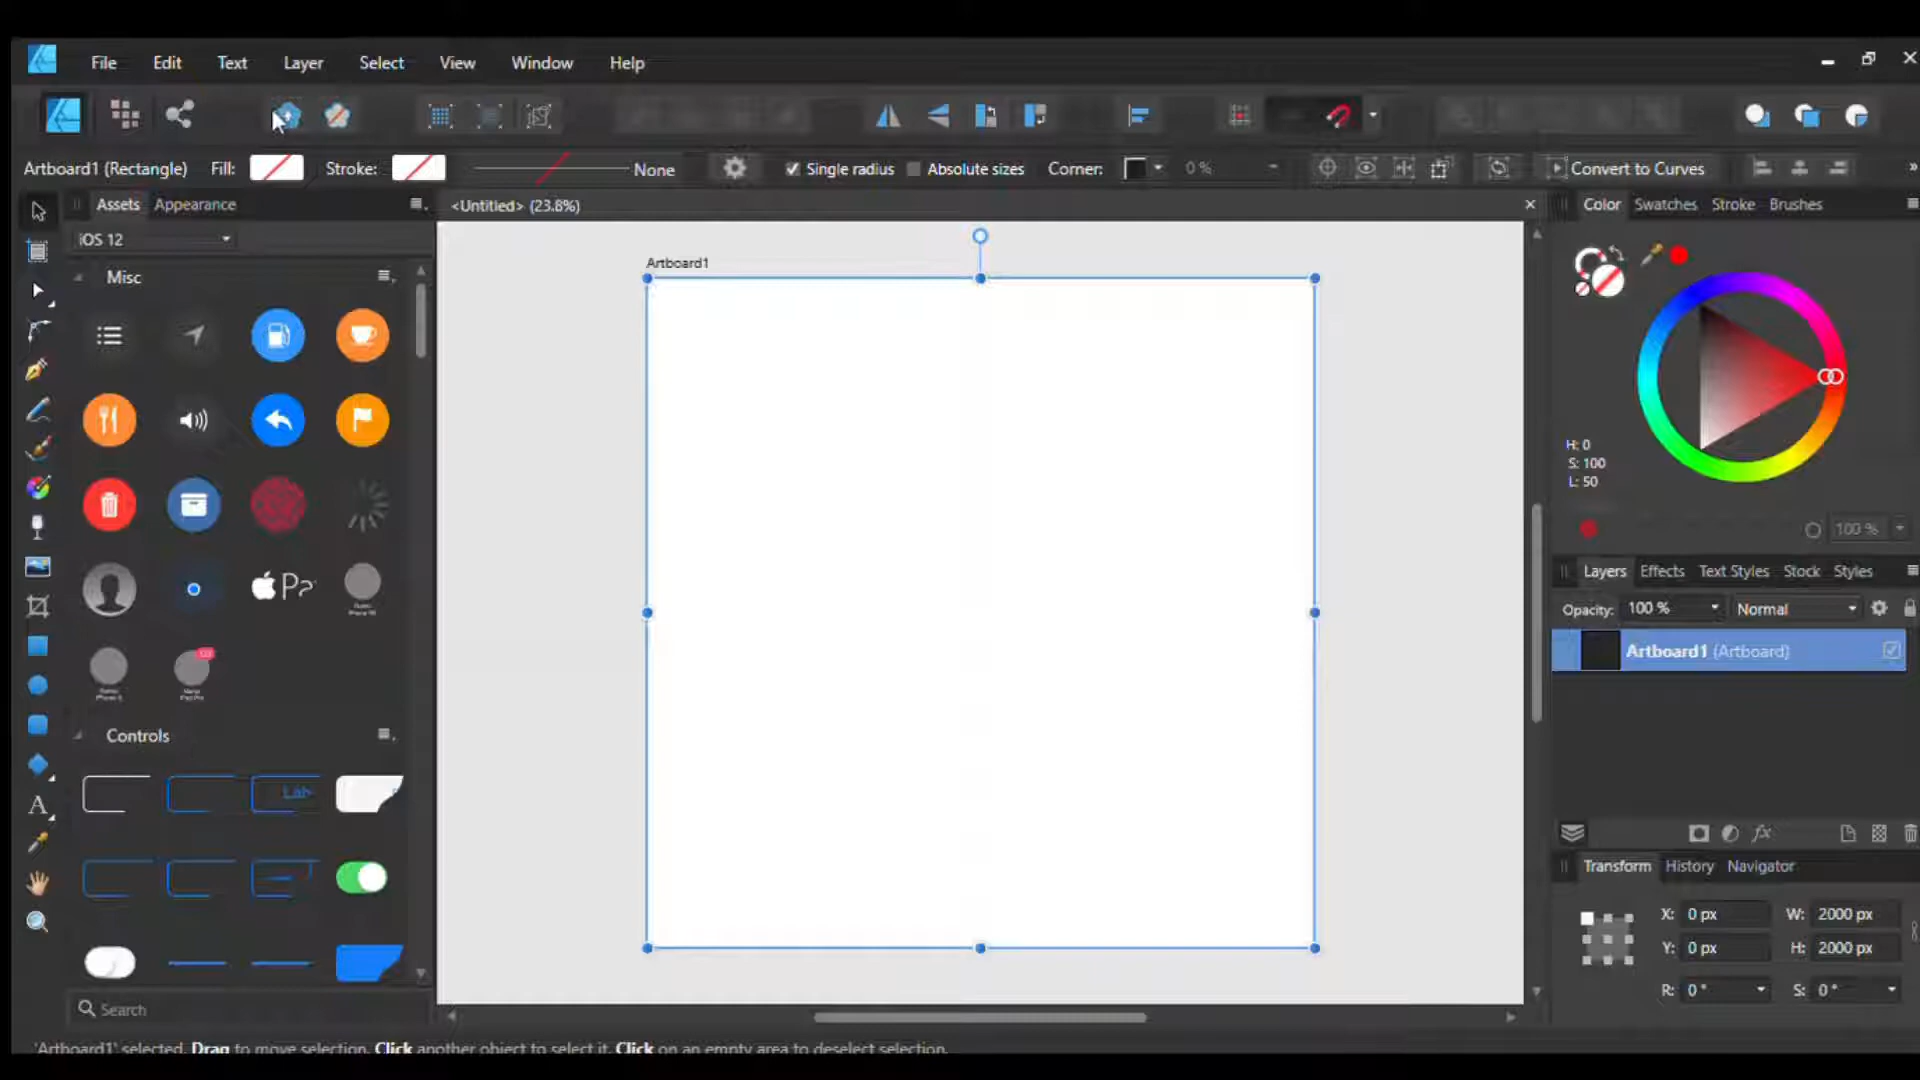 File Edit Text Layer Select View Window Help
Artboard1 (Rectangle) Fill: Stroke: None Single radius Absolute sizes Corner: 0 % Convert to Curves
Assets Appearance
<Untitled> (23.8%)
Color Swatches Stroke Brushes
iOS 12
Misc
Artboard1
H: 0
S: 100
L: 50
100 %
Layers Effects Text Styles Stock Styles
Opacity: 100 % Normal
Artboard1 (Artboard)
Controls
Transform History Navigator
X: 0 px W: 2000 px
Y: 0 px H: 2000 px
R: 0 ° S: 0 °
Search
'Artboard1' selected. Drag to move selection. Click another object to select it. Click on an empty area to deselect selection.